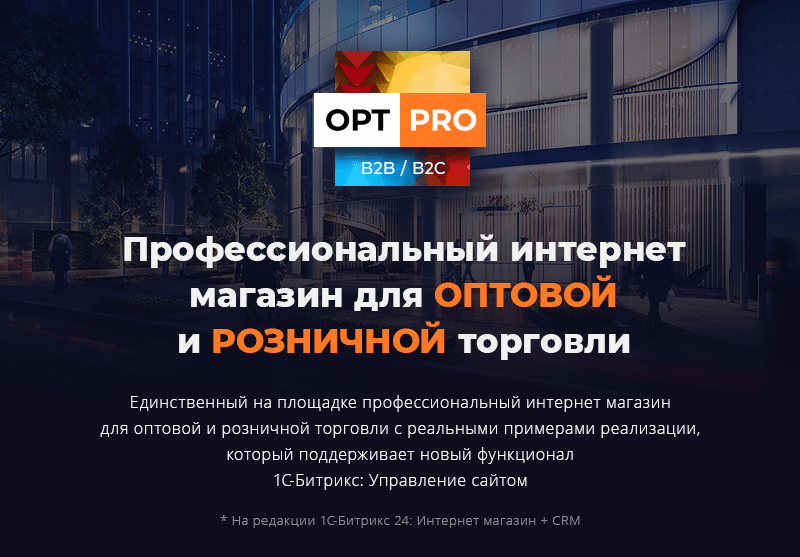 ОПТ PRO
B2B / B2C
Профессиональный интернет
магазин для ОПТОВОЙ
и РОЗНИЧНОЙ торговли
Единственный на площадке профессиональный интернет магазин
для оптовой и розничной торговли с реальными примерами реализации,
который поддерживает новый функционал
1С-Битрикс: Управление сайтом
* На редакции 1С-Битрикс 24: Интернет магазин + CRM